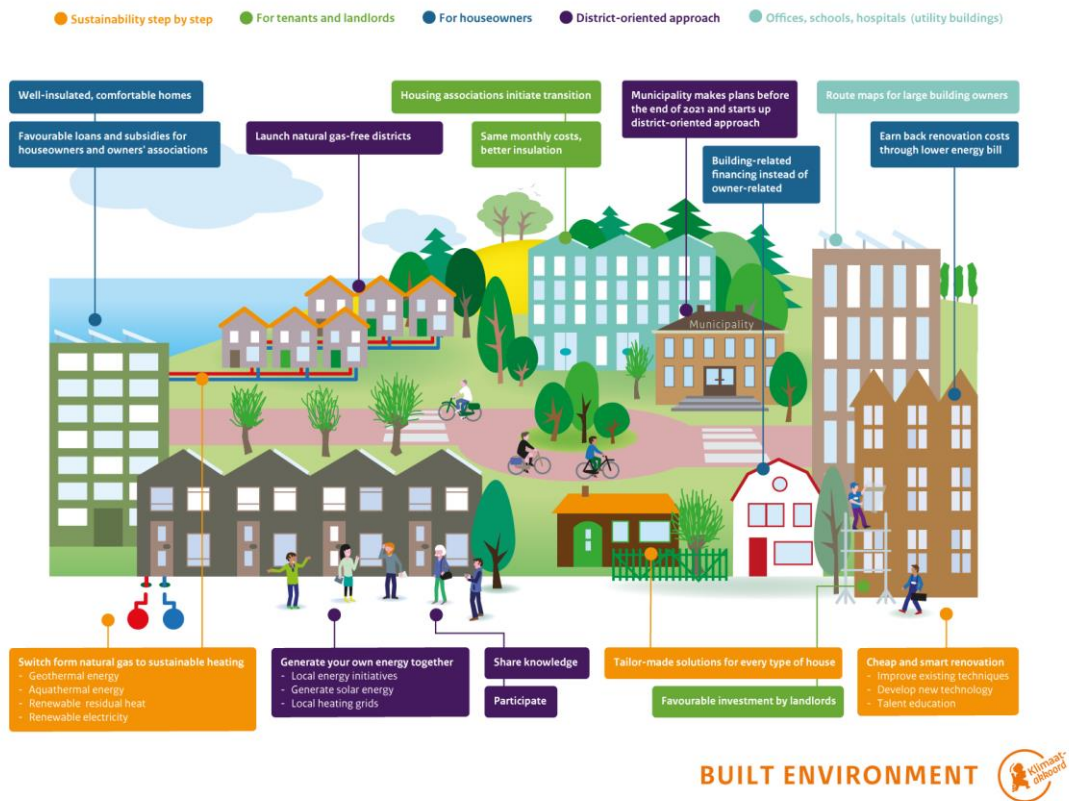 Sustainability step by step
For tenants and landlords
For houseowners
District-oriented approach
Offices, schools, hospitals (utility buildings)
Well-insulated, comfortable homes
Favourable loans and subsidies for
houseowners and owners' associations
Launch natural gas-free districts
Housing associations initiate transition
Same monthly costs,
better insulation
Municipality makes plans before
the end of 2021 and starts up
district-oriented approach
Building-related
financing instead of
owner-related
Route maps for large building owners
Earn back renovation costs
through lower energy bill
Municipality
Switch form natural gas to sustainable heating
- Geothermal energy
- Aquathermal energy
- Renewable residual heat
- Renewable electricity
Generate your own energy together
- Local energy initiatives
- Generate solar energy
- Local heating grids
Share knowledge
Participate
Tailor-made solutions for every type of house
Favourable investment by landlords
Cheap and smart renovation
- Improve existing techniques
- Develop new technology
- Talent education
BUILT ENVIRONMENT
Klimaat-
akkoord